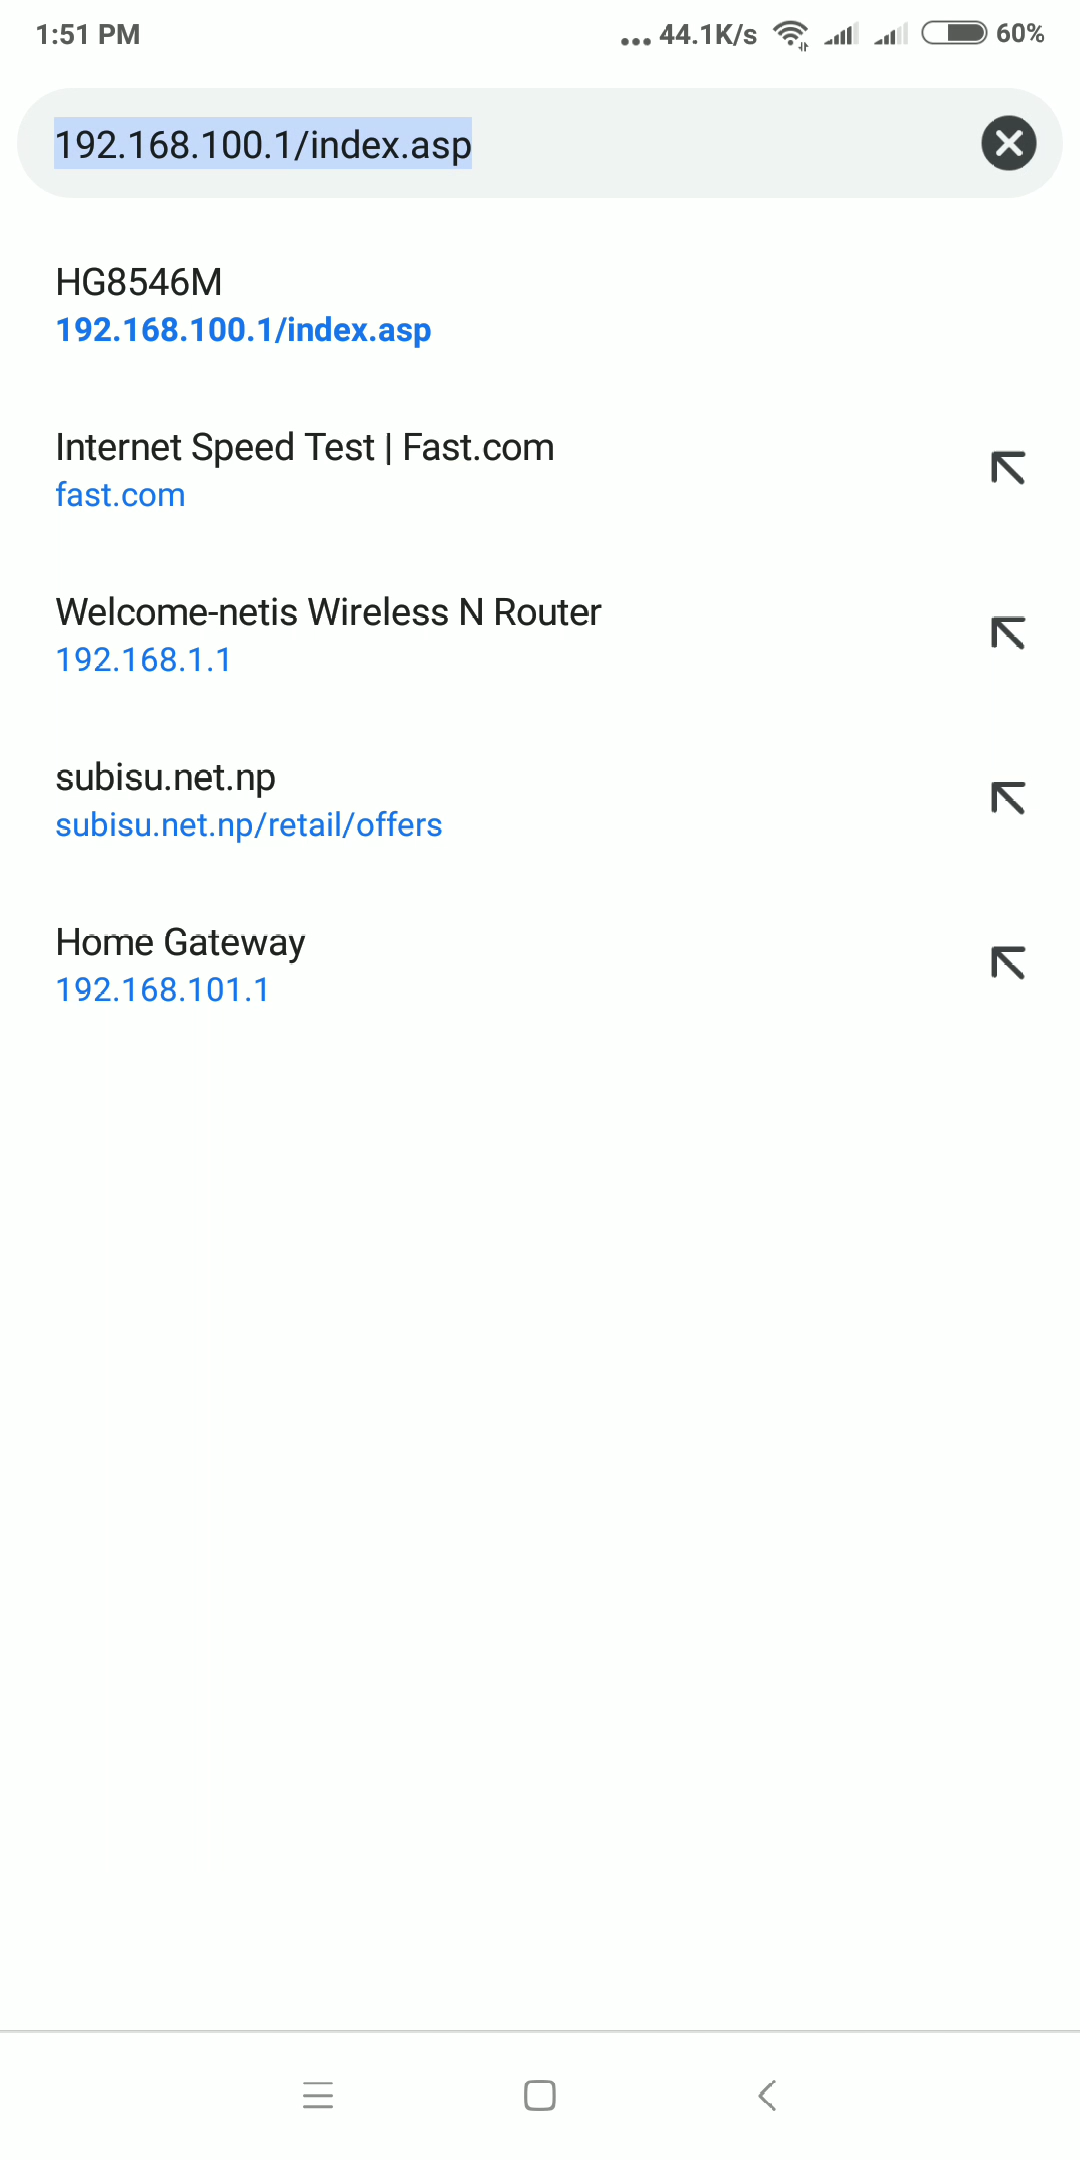 1:51 PM ... 44.1K/s 60%
192.168.100.1/index.asp
HG8546M
192.168.100.1/index.asp
Internet Speed Test | Fast.com
fast.com
Welcome-netis Wireless N Router
192.168.1.1
subisu.net.np
subisu.net.np/retail/offers
Home Gateway
192.168.101.1